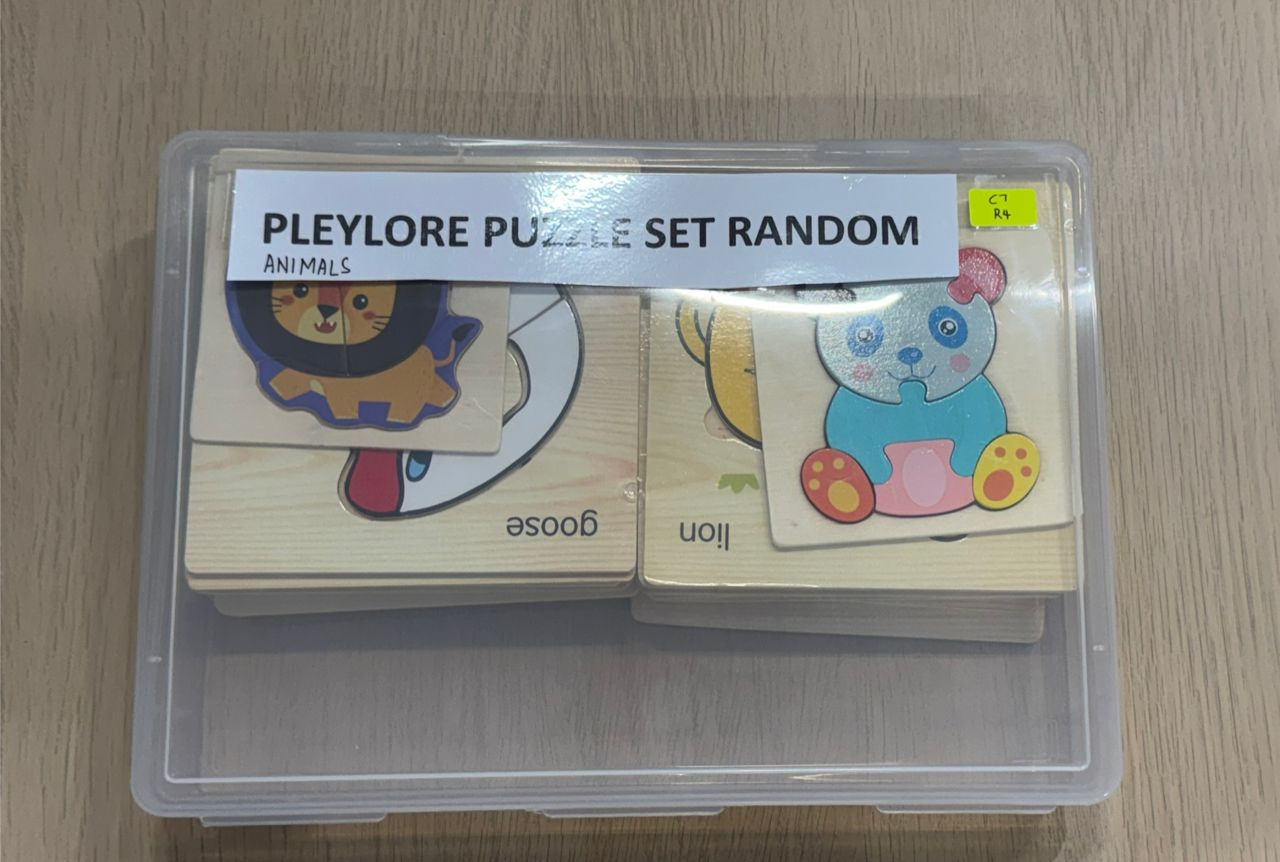 PLEYLORE PUZZLE SET RANDOM
ANIMALS
C7
R4
goose
lion